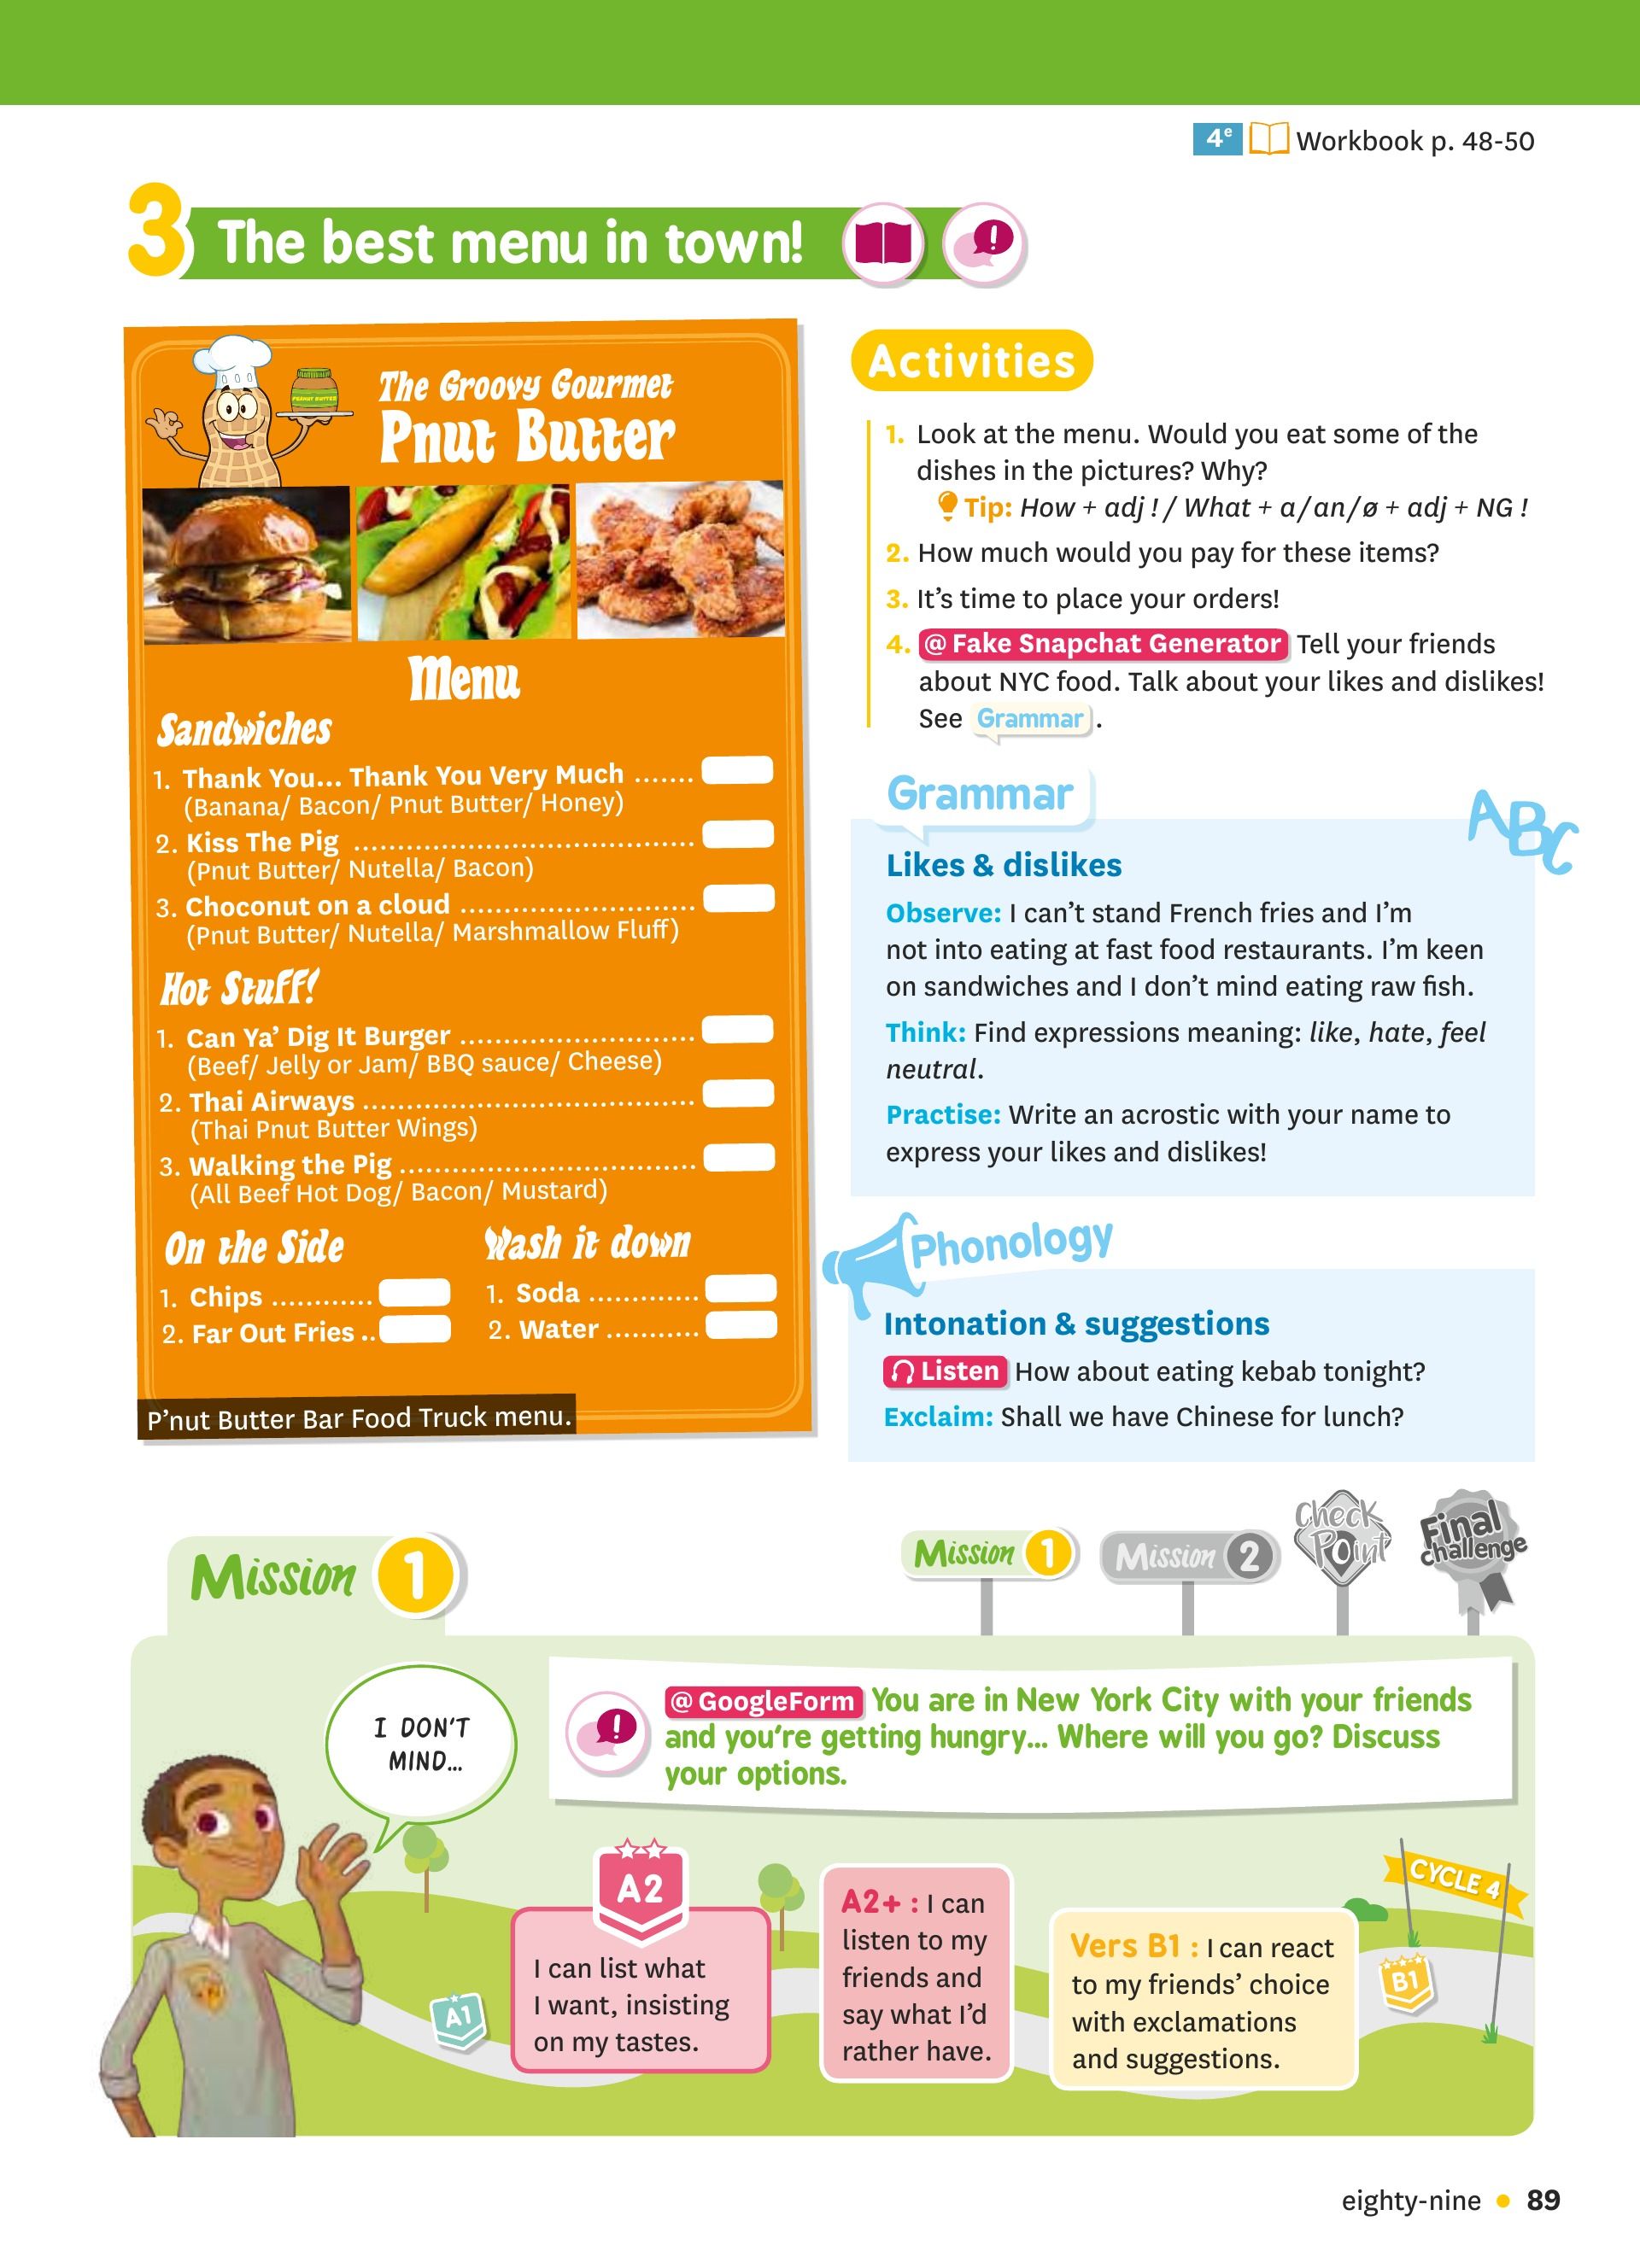 4e Workbook p. 48-50
3 The best menu in town!
The Groovy Gourmet
Pnut Butter
PEANUT BUTTER
Menu
Sandwiches
1. Thank You... Thank You Very Much .......
(Banana/ Bacon/ Pnut Butter/ Honey)
2. Kiss The Pig .......................................
(Pnut Butter/ Nutella/ Bacon)
3. Choconut on a cloud ...........................
(Pnut Butter/ Nutella/ Marshmallow Fluff)
Hot Stuff!
1. Can Ya' Dig It Burger ...........................
(Beef/ Jelly or Jam/ BBQ sauce/ Cheese)
2. Thai Airways ......................................
(Thai Pnut Butter Wings)
3. Walking the Pig ..................................
(All Beef Hot Dog/ Bacon/ Mustard)
On the Side
1. Chips ............
2. Far Out Fries ..
Wash it down
1. Soda .............
2. Water ...........
P'nut Butter Bar Food Truck menu.
Activities
1. Look at the menu. Would you eat some of the
dishes in the pictures? Why?
Tip: How + adj ! / What + a/an/ø + adj + NG !
2. How much would you pay for these items?
3. It's time to place your orders!
4. @ Fake Snapchat Generator Tell your friends
about NYC food. Talk about your likes and dislikes!
See Grammar .
Grammar
ABC
Likes & dislikes
Observe: I can't stand French fries and I'm
not into eating at fast food restaurants. I'm keen
on sandwiches and I don't mind eating raw fish.
Think: Find expressions meaning: like, hate, feel
neutral.
Practise: Write an acrostic with your name to
express your likes and dislikes!
Phonology
Intonation & suggestions
Listen How about eating kebab tonight?
Exclaim: Shall we have Chinese for lunch?
Mission 1
Mission 1
Mission 2
Check Point
Final challenge
I DON'T
MIND...
@ GoogleForm You are in New York City with your friends
and you're getting hungry... Where will you go? Discuss
your options.
A1
A2
I can list what
I want, insisting
on my tastes.
A2+ : I can
listen to my
friends and
say what I'd
rather have.
Vers B1 : I can react
to my friends' choice
with exclamations
and suggestions.
B1
CYCLE 4
eighty-nine • 89